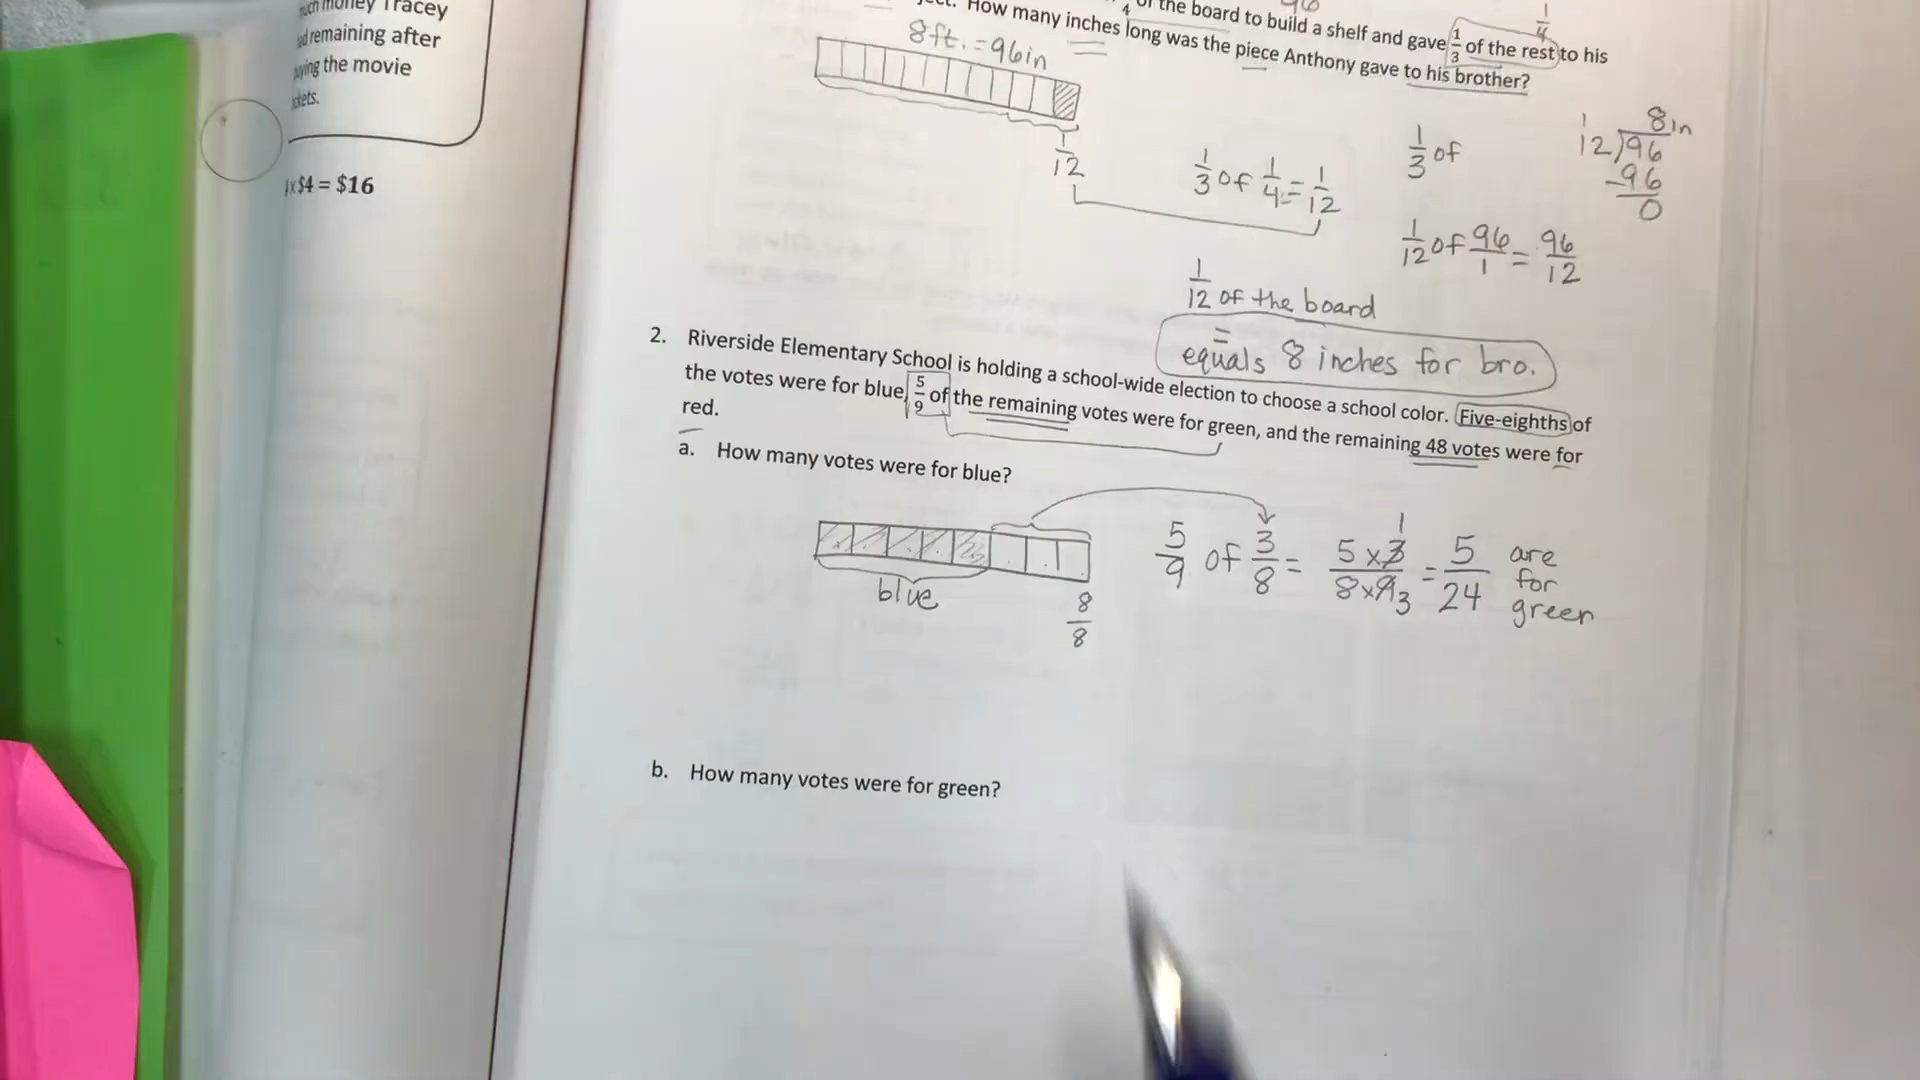 money Tracey
remaining after
the movie
x $4 = $16
of the board to build a shelf and gave 1/3 of the rest to his
1/4
How many inches long was the piece Anthony gave to his brother?
8ft. = 96in
1/12
1/3 of 1/4 = 1/12
1/3 of
1
8in
12)96
-96
0
1/12 of 96/1 = 96/12
1/12 of the board
=
equals 8 inches for bro.
2. Riverside Elementary School is holding a school-wide election to choose a school color. Five-eighths of
the votes were for blue, 5/9 of the remaining votes were for green, and the remaining 48 votes were for
red.
a. How many votes were for blue?
blue
8/8
5/9 of 3/8 = 5 x 3 1 / 8 x 9 3 = 5/24 are for green
b. How many votes were for green?